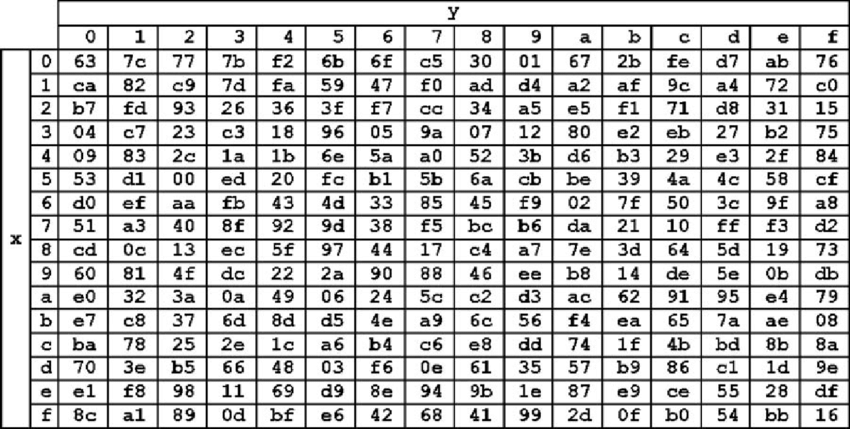 y
0 1 2 3 4 5 6 7 8 9 a b c d e f
0 63 7c 77 7b f2 6b 6f c5 30 01 67 2b fe d7 ab 76
1 ca 82 c9 7d fa 59 47 f0 ad d4 a2 af 9c a4 72 c0
2 b7 fd 93 26 36 3f f7 cc 34 a5 e5 f1 71 d8 31 15
3 04 c7 23 c3 18 96 05 9a 07 12 80 e2 eb 27 b2 75
4 09 83 2c 1a 1b 6e 5a a0 52 3b d6 b3 29 e3 2f 84
5 53 d1 00 ed 20 fc b1 5b 6a cb be 39 4a 4c 58 cf
6 d0 ef aa fb 43 4d 33 85 45 f9 02 7f 50 3c 9f a8
7 51 a3 40 8f 92 9d 38 f5 bc b6 da 21 10 ff f3 d2
x
8 cd 0c 13 ec 5f 97 44 17 c4 a7 7e 3d 64 5d 19 73
9 60 81 4f dc 22 2a 90 88 46 ee b8 14 de 5e 0b db
a e0 32 3a 0a 49 06 24 5c c2 d3 ac 62 91 95 e4 79
b e7 c8 37 6d 8d d5 4e a9 6c 56 f4 ea 65 7a ae 08
c ba 78 25 2e 1c a6 b4 c6 e8 dd 74 1f 4b bd 8b 8a
d 70 3e b5 66 48 03 f6 0e 61 35 57 b9 86 c1 1d 9e
e e1 f8 98 11 69 d9 8e 94 9b 1e 87 e9 ce 55 28 df
f 8c a1 89 0d bf e6 42 68 41 99 2d 0f b0 54 bb 16